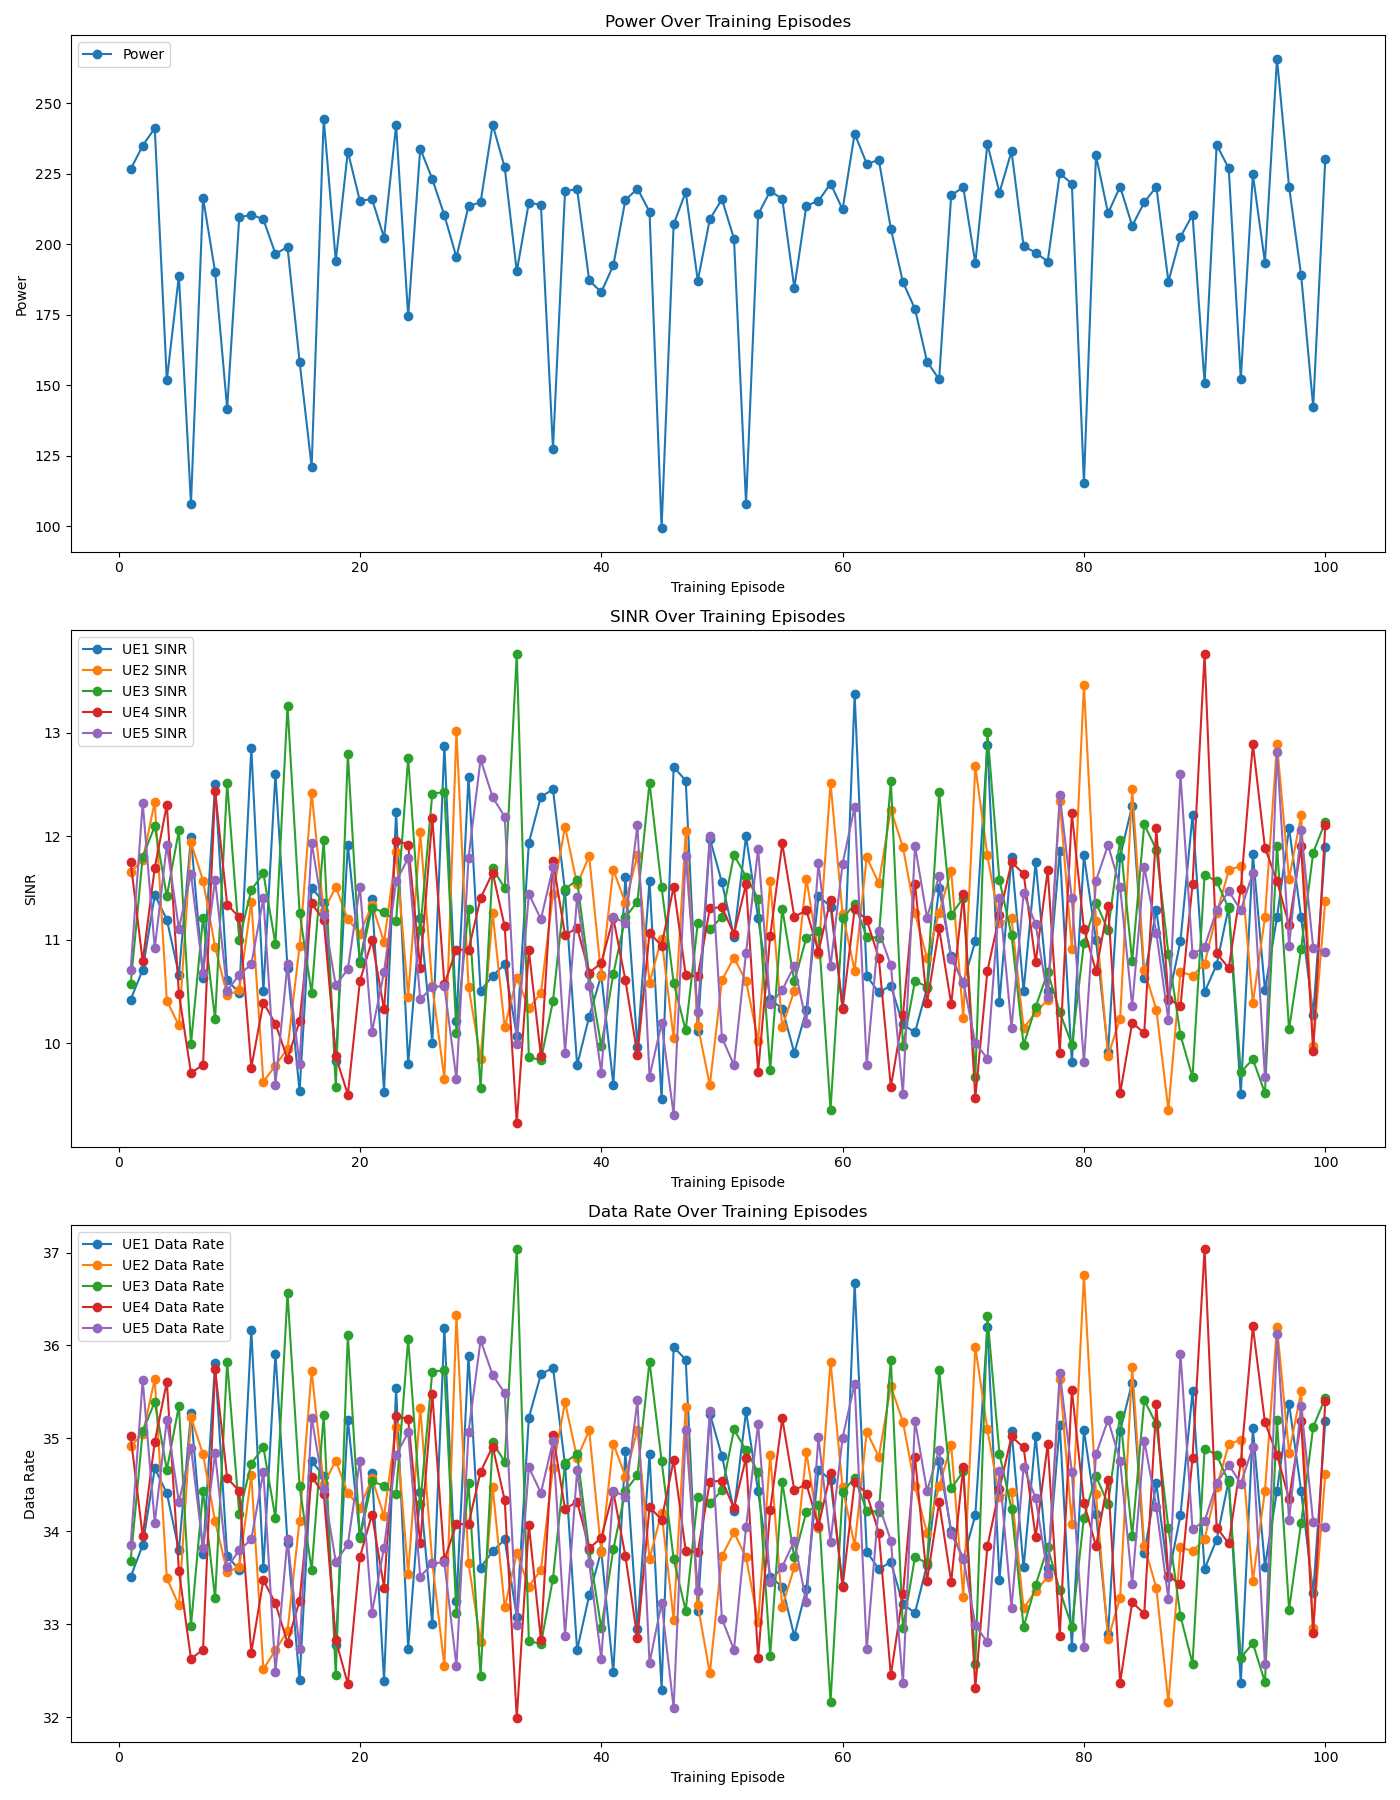 Power Over Training Episodes
Power
250
225
200
175
150
125
100
Power
0 20 40 60 80 100
Training Episode
SINR Over Training Episodes
UE1 SINR
UE2 SINR
UE3 SINR
UE4 SINR
UE5 SINR
13
12
11
10
SINR
0 20 40 60 80 100
Training Episode
Data Rate Over Training Episodes
UE1 Data Rate
UE2 Data Rate
UE3 Data Rate
UE4 Data Rate
UE5 Data Rate
37
36
35
34
33
32
Data Rate
0 20 40 60 80 100
Training Episode